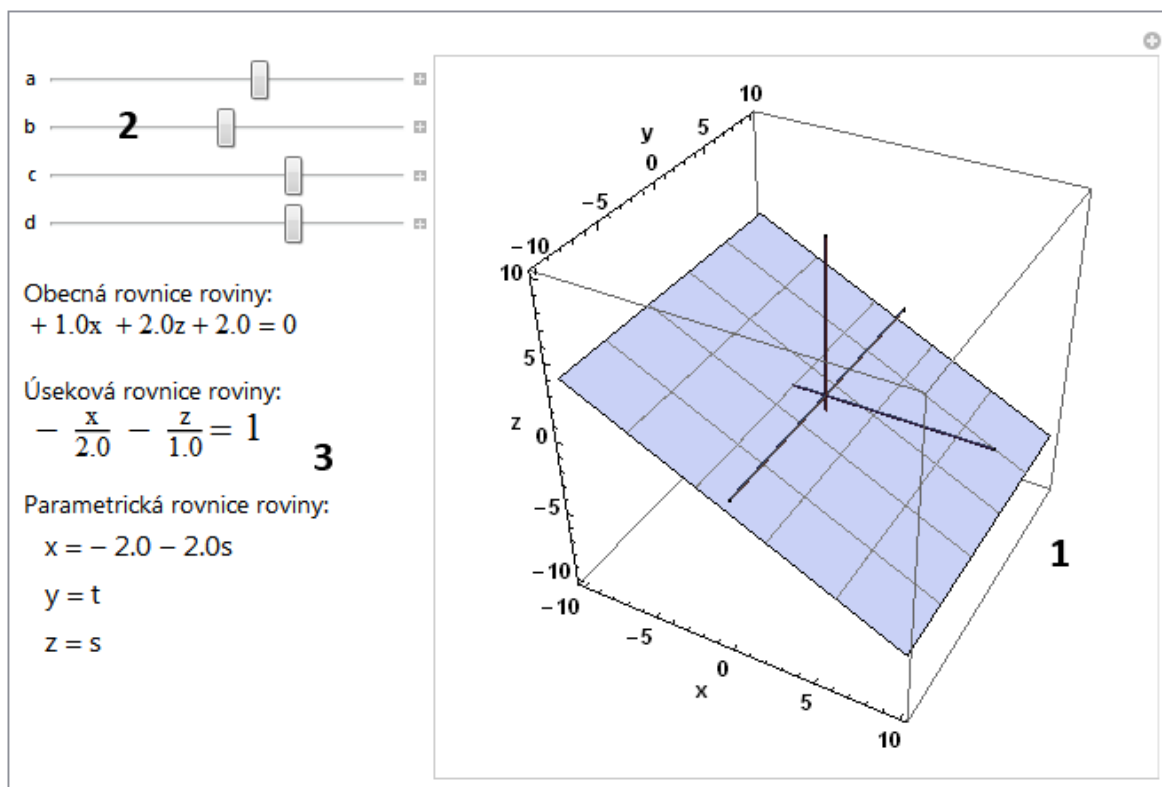 a
b
2
c
d
Obecná rovnice roviny:
+ 1.0x + 2.0z + 2.0 = 0
Úseková rovnice roviny:
− x/2.0 − z/1.0 = 1
3
Parametrická rovnice roviny:
x = − 2.0 − 2.0s
y = t
z = s
10
5
y
0
−5
−10
10
5
z
0
−5
−10
−10
−5
0
x
5
10
1